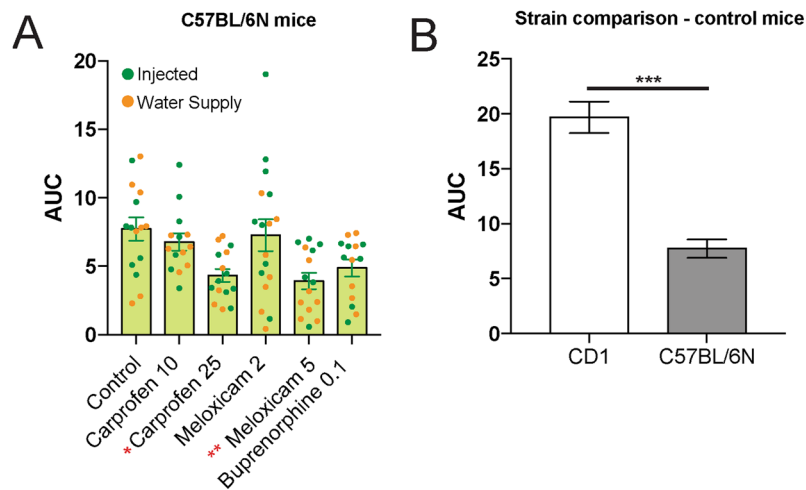 A
C57BL/6N mice
Injected
Water Supply
AUC
20
15
10
5
0
Control
Carprofen 10
*Carprofen 25
Meloxicam 2
** Meloxicam 5
Buprenorphine 0.1
B
Strain comparison - control mice
***
AUC
25
20
15
10
5
0
CD1
C57BL/6N